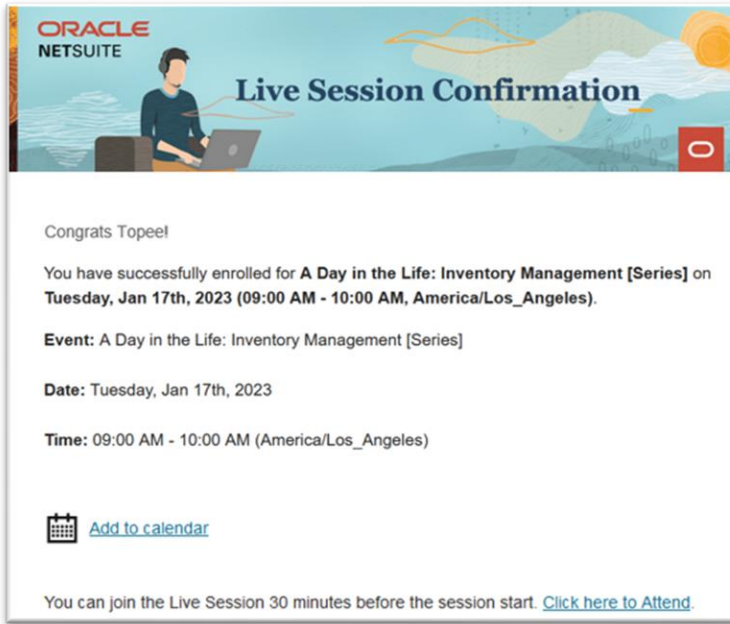 ORACLE
NETSUITE
Live Session Confirmation
Congrats Topee!
You have successfully enrolled for A Day in the Life: Inventory Management [Series] on
Tuesday, Jan 17th, 2023 (09:00 AM - 10:00 AM, America/Los_Angeles).
Event: A Day in the Life: Inventory Management [Series]
Date: Tuesday, Jan 17th, 2023
Time: 09:00 AM - 10:00 AM (America/Los_Angeles)
Add to calendar
You can join the Live Session 30 minutes before the session start. Click here to Attend.